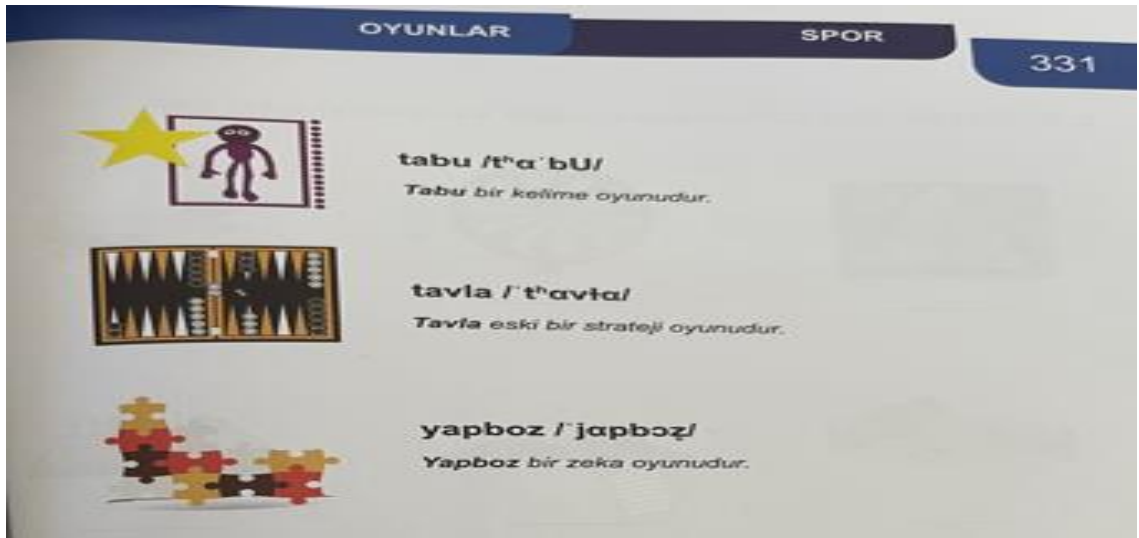 OYUNLAR SPOR
331
tabu /tʰɑˈbU/
Tabu bir kelime oyunudur.
tavla /ˈtʰɑvɫɑ/
Tavla eski bir strateji oyunudur.
yapboz /ˈjɑpbɔz̥/
Yapboz bir zeka oyunudur.